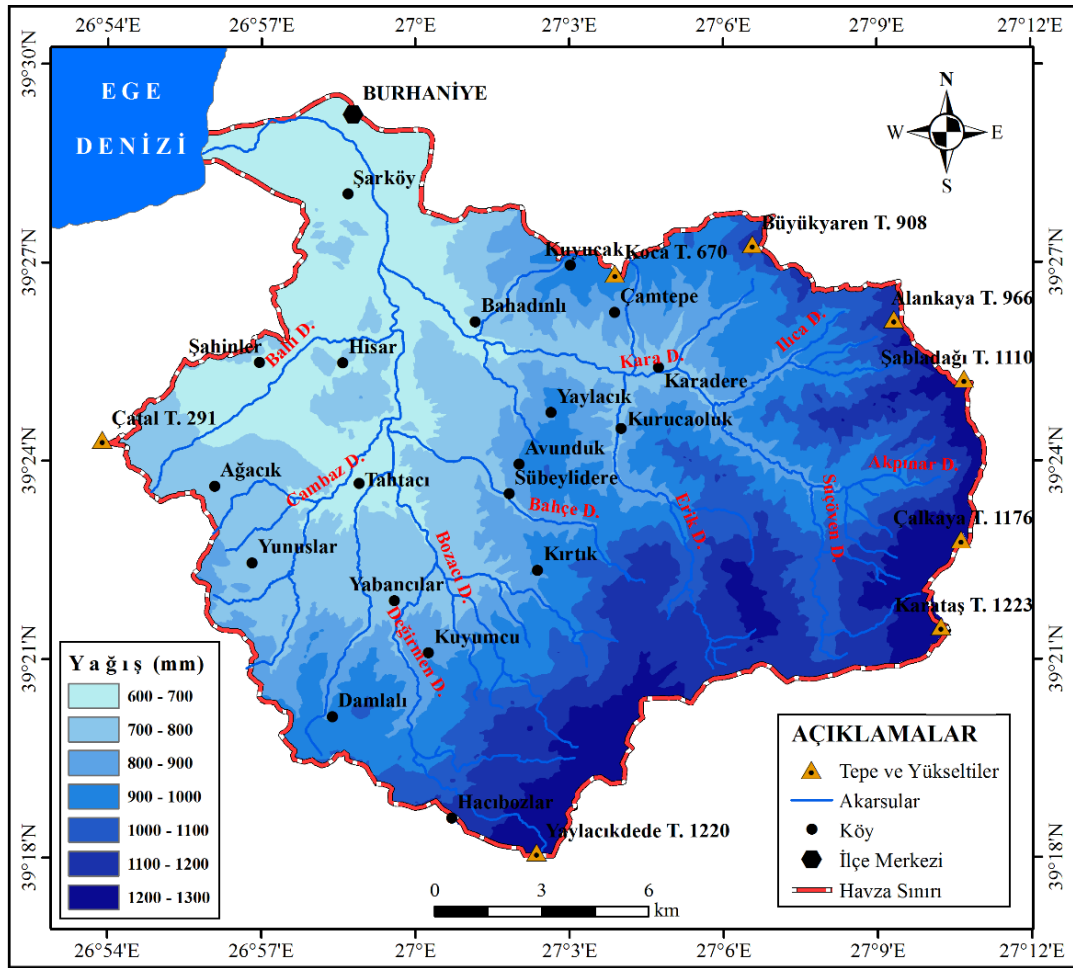 26°54'E 26°57'E 27°0'E 27°3'E 27°6'E 27°9'E 27°12'E
39°30'N
EGE
DENİZİ
BURHANİYE
N
W E
S
Şarköy
Büyükyaren T. 908
39°27'N 39°27'N
Kuyucak Koca T. 670
Alankaya T. 966
Bahadınlı
Çamtepe
Ilıca D.
Şahinler
Ballı D.
Hisar
Kara D.
Karadere
Şabladağı T. 1110
Yaylacık
Çatal T. 291
Kurucaoluk
Avunduk
39°24'N 39°24'N
Ağacık
Cambaz D.
Tahtacı
Sübeylidere
Akpınar D.
Bahçe D.
Erik D.
Suçöven D.
Çalkaya T. 1176
Yunuslar
Bozacı D.
Kırtık
Yabancılar
Karataş T. 1223
Değirmen D.
Kuyumcu
39°21'N 39°21'N
Damlalı
Hacıbozlar
Yaylacıkdede T. 1220
39°18'N 39°18'N
Yağış (mm)
600 - 700
700 - 800
800 - 900
900 - 1000
1000 - 1100
1100 - 1200
1200 - 1300
0 3 6
km
AÇIKLAMALAR
Tepe ve Yükseltiler
Akarsular
Köy
İlçe Merkezi
Havza Sınırı
26°54'E 26°57'E 27°0'E 27°3'E 27°6'E 27°9'E 27°12'E